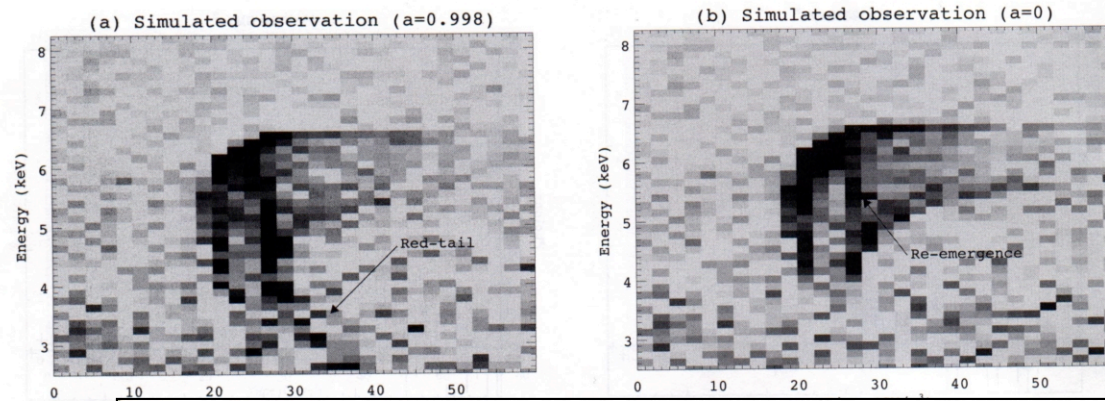 (a) Simulated observation (a=0.998)
8
7
6
5
4
3
Energy (keV)
Red-tail
0 10 20 30 40 50
(b) Simulated observation (a=0)
8
7
6
5
4
3
Energy (keV)
Re-emergence
0 10 20 30 40 50